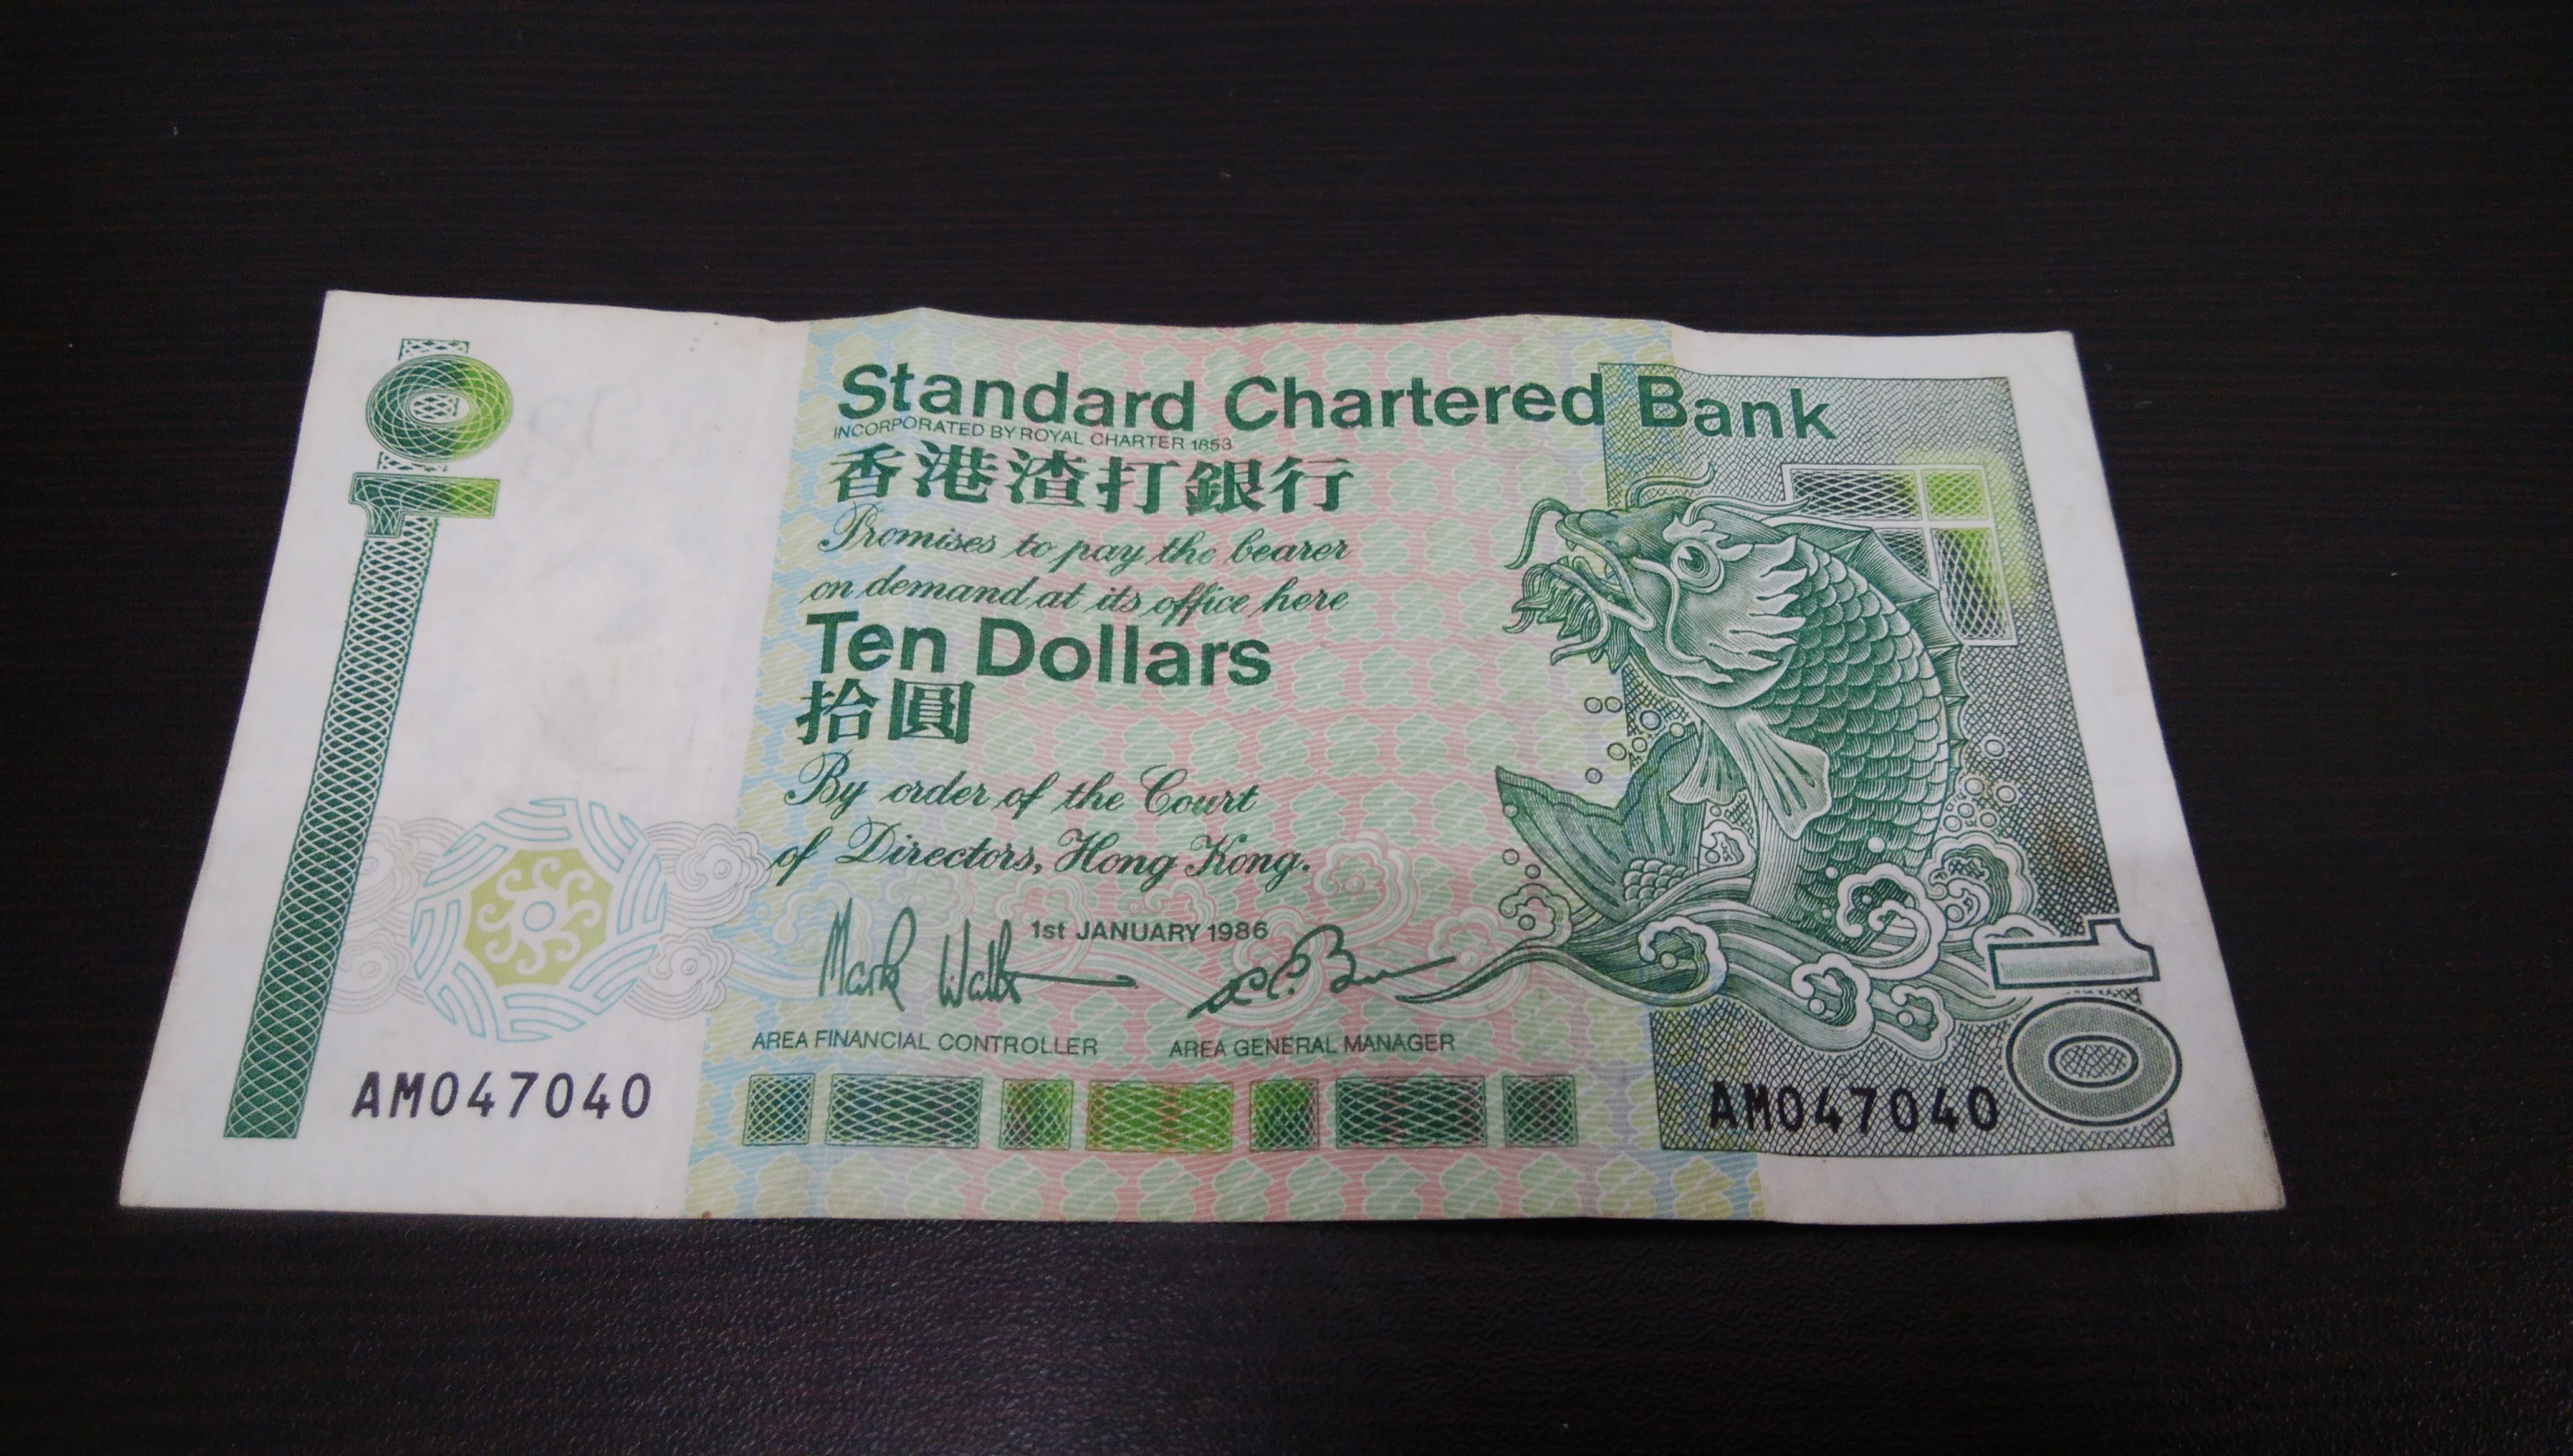 10
Standard Chartered Bank
INCORPORATED BY ROYAL CHARTER 1853
香港渣打銀行
Promises to pay the bearer
on demand at its office here
Ten Dollars
拾圓
By order of the Court
of Directors, Hong Kong.
1st JANUARY 1986
AREA FINANCIAL CONTROLLER AREA GENERAL MANAGER
AM047040
AM047040
10